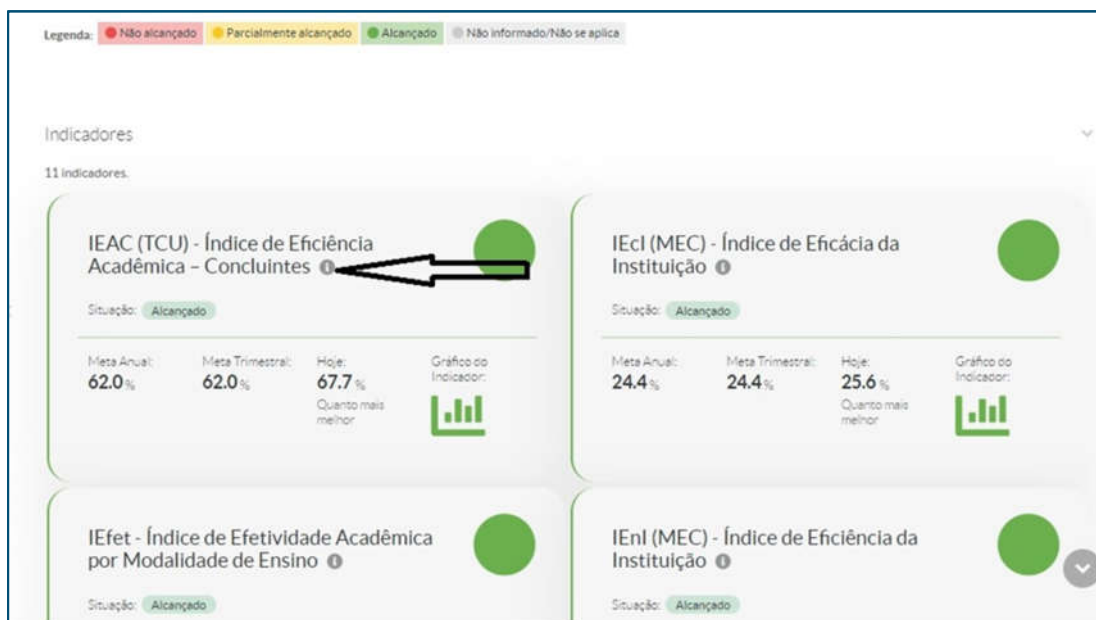 Legenda: Não alcançado Parcialmente alcançado Alcançado Não informado/Não se aplica
Indicadores
11 indicadores.
IEAC (TCU) - Índice de Eficiência
Acadêmica – Concluintes
Situação: Alcançado
Meta Anual: Meta Trimestral: Hoje: Gráfico do
Indicador:
62.0 % 62.0 % 67.7 %
Quanto mais
melhor
IEcI (MEC) - Índice de Eficácia da
Instituição
Situação: Alcançado
Meta Anual: Meta Trimestral: Hoje: Gráfico do
Indicador:
24.4 % 24.4 % 25.6 %
Quanto mais
melhor
IEfet - Índice de Efetividade Acadêmica
por Modalidade de Ensino
Situação: Alcançado
IEnI (MEC) - Índice de Eficiência da
Instituição
Situação: Alcançado